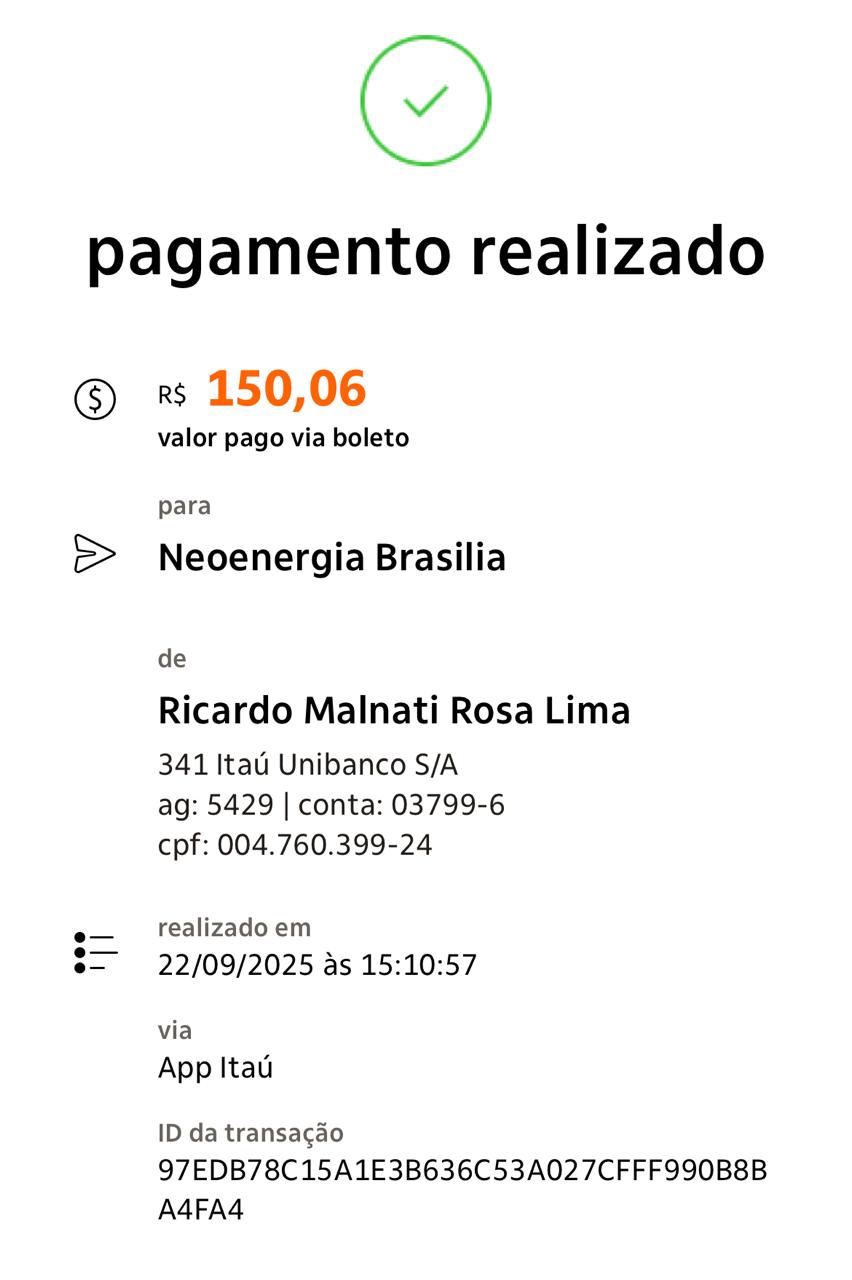 pagamento realizado
R$ 150,06
valor pago via boleto
para
Neoenergia Brasilia
de
Ricardo Malnati Rosa Lima
341 Itaú Unibanco S/A
ag: 5429 | conta: 03799-6
cpf: 004.760.399-24
realizado em
22/09/2025 às 15:10:57
via
App Itaú
ID da transação
97EDB78C15A1E3B636C53A027CFFF990B8B
A4FA4